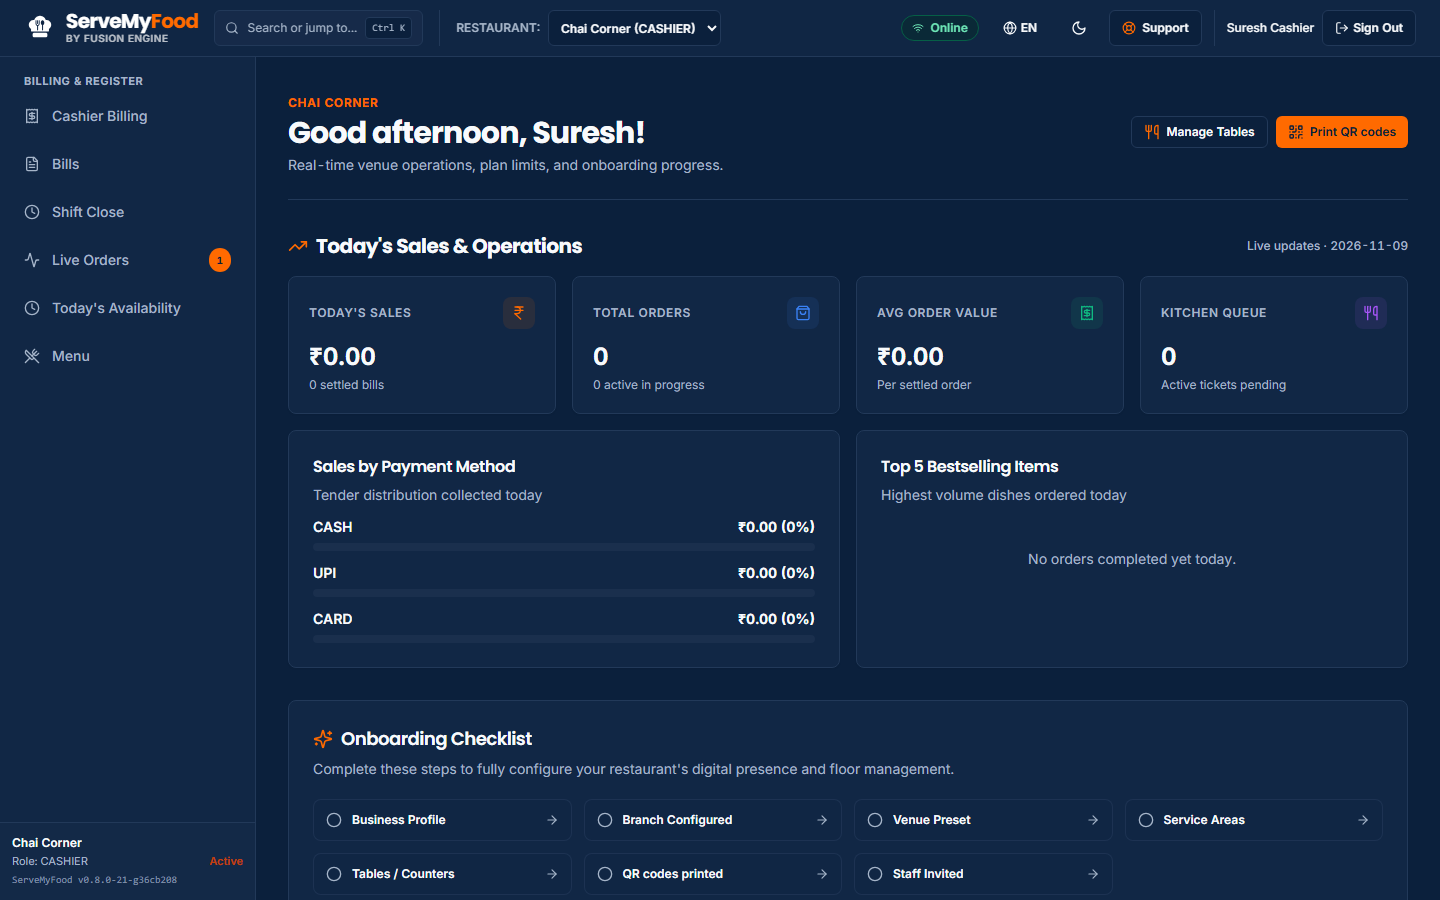 ServeMyFood
BY FUSION ENGINE
Search or jump to...
Ctrl K
RESTAURANT:
Chai Corner (CASHIER)
Online
EN
Support
Suresh Cashier
Sign Out
BILLING & REGISTER
Cashier Billing
Bills
Shift Close
Live Orders
1
Today's Availability
Menu
Chai Corner
Role: CASHIER
Active
ServeMyFood v0.8.0-21-g36cb208
CHAI CORNER
Good afternoon, Suresh!
Real-time venue operations, plan limits, and onboarding progress.
Manage Tables
Print QR codes
Today's Sales & Operations
Live updates · 2026-11-09
TODAY'S SALES
₹
₹0.00
0 settled bills
TOTAL ORDERS
0
0 active in progress
AVG ORDER VALUE
$
₹0.00
Per settled order
KITCHEN QUEUE
0
Active tickets pending
Sales by Payment Method
Tender distribution collected today
CASH
₹0.00 (0%)
UPI
₹0.00 (0%)
CARD
₹0.00 (0%)
Top 5 Bestselling Items
Highest volume dishes ordered today
No orders completed yet today.
Onboarding Checklist
Complete these steps to fully configure your restaurant's digital presence and floor management.
Business Profile
Branch Configured
Venue Preset
Service Areas
Tables / Counters
QR codes printed
Staff Invited